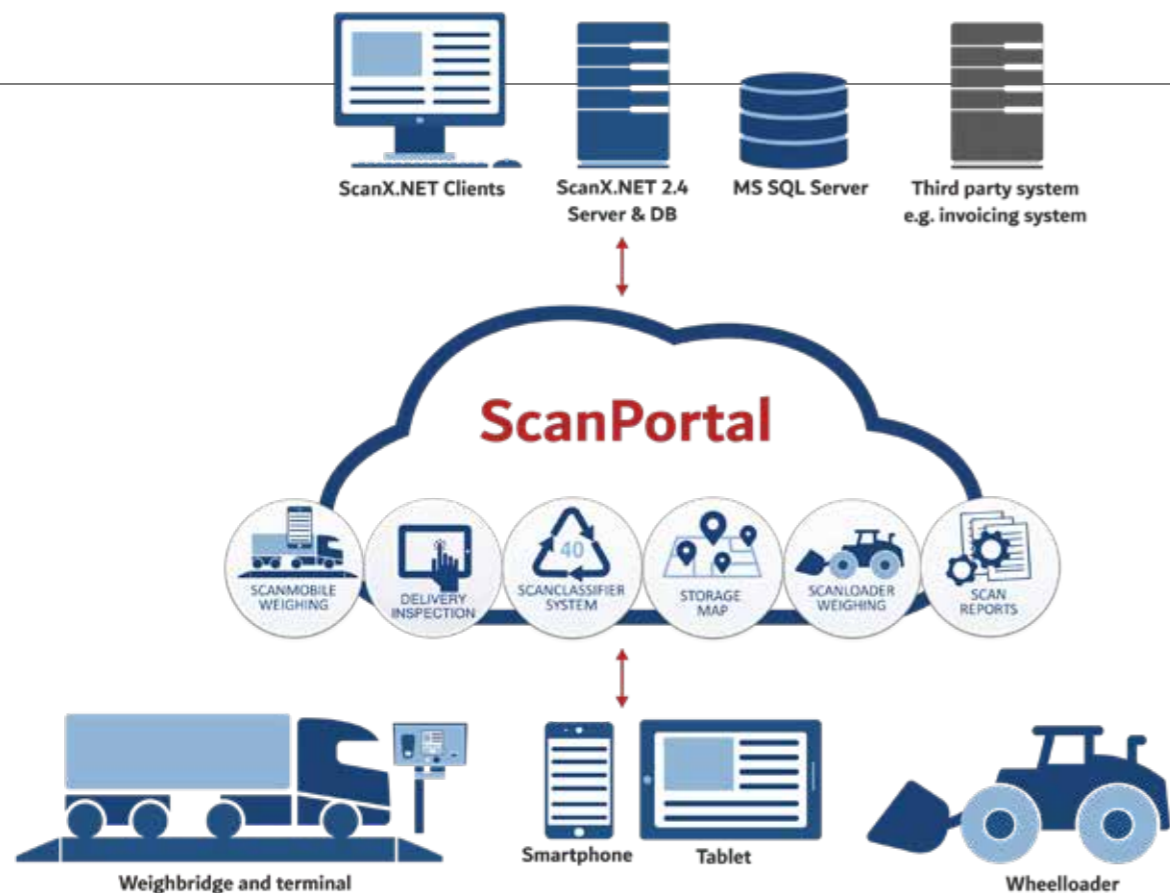 ScanX.NET Clients
ScanX.NET 2.4
Server & DB
MS SQL Server
Third party system
e.g. invoicing system
ScanPortal
SCANMOBILE
WEIGHING
DELIVERY
INSPECTION
40
SCANCLASSIFIER
SYSTEM
STORAGE
MAP
SCANLOADER
WEIGHING
SCAN
REPORTS
Weighbridge and terminal
Smartphone
Tablet
Wheelloader